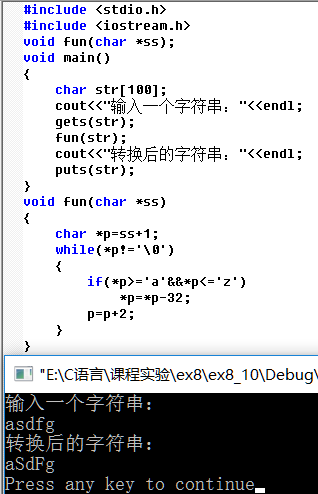 #include <stdio.h>
#include <iostream.h>
void fun(char *ss);
void main()
{
    char str[100];
    cout<<"输入一个字符串："<<endl;
    gets(str);
    fun(str);
    cout<<"转换后的字符串："<<endl;
    puts(str);
}
void fun(char *ss)
{
    char *p=ss+1;
    while(*p!='\0')
    {
        if(*p>='a'&&*p<='z')
            *p=*p-32;
        p=p+2;
    }
}
"E:\C语言\课程实验\ex8\ex8_10\Debug\
输入一个字符串：
asdfg
转换后的字符串：
aSdFg
Press any key to continue